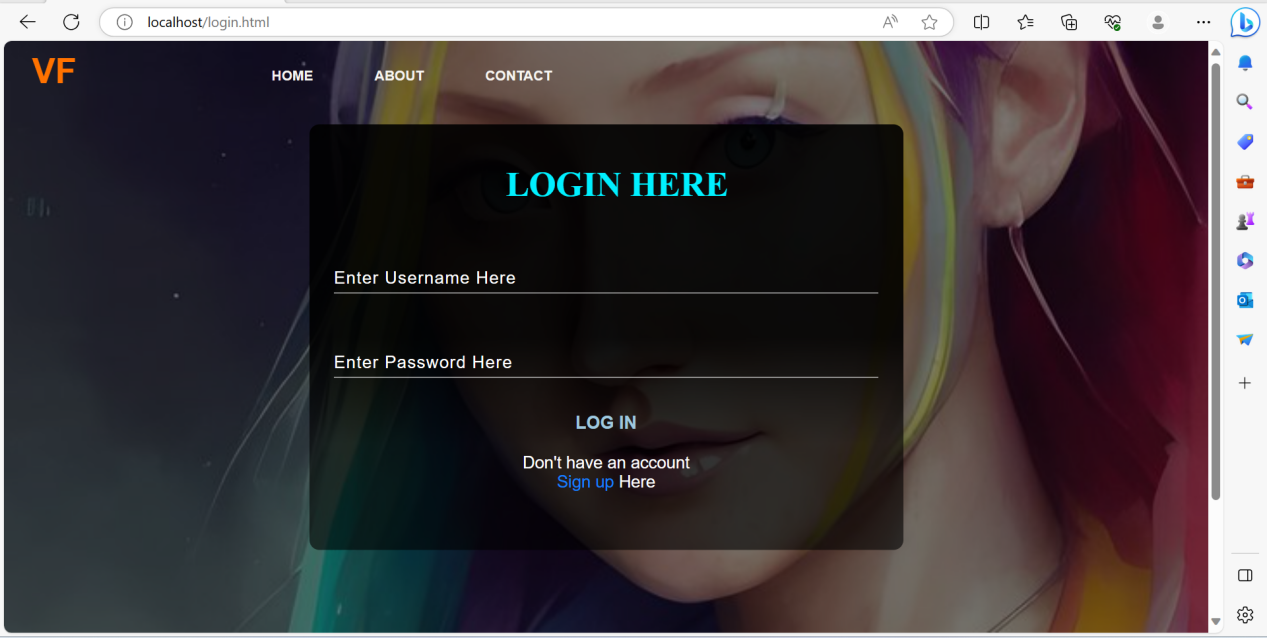 localhost/login.html
VF
HOME ABOUT CONTACT
LOGIN HERE
Enter Username Here
Enter Password Here
LOG IN
Don't have an account
Sign up Here